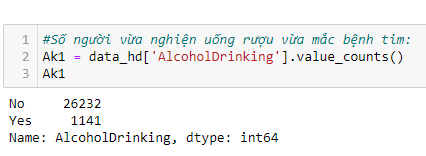 1 #Số người vừa nghiện uống rượu vừa mắc bệnh tim:
2 Ak1 = data_hd['AlcoholDrinking'].value_counts()
3 Ak1
No 26232
Yes 1141
Name: AlcoholDrinking, dtype: int64